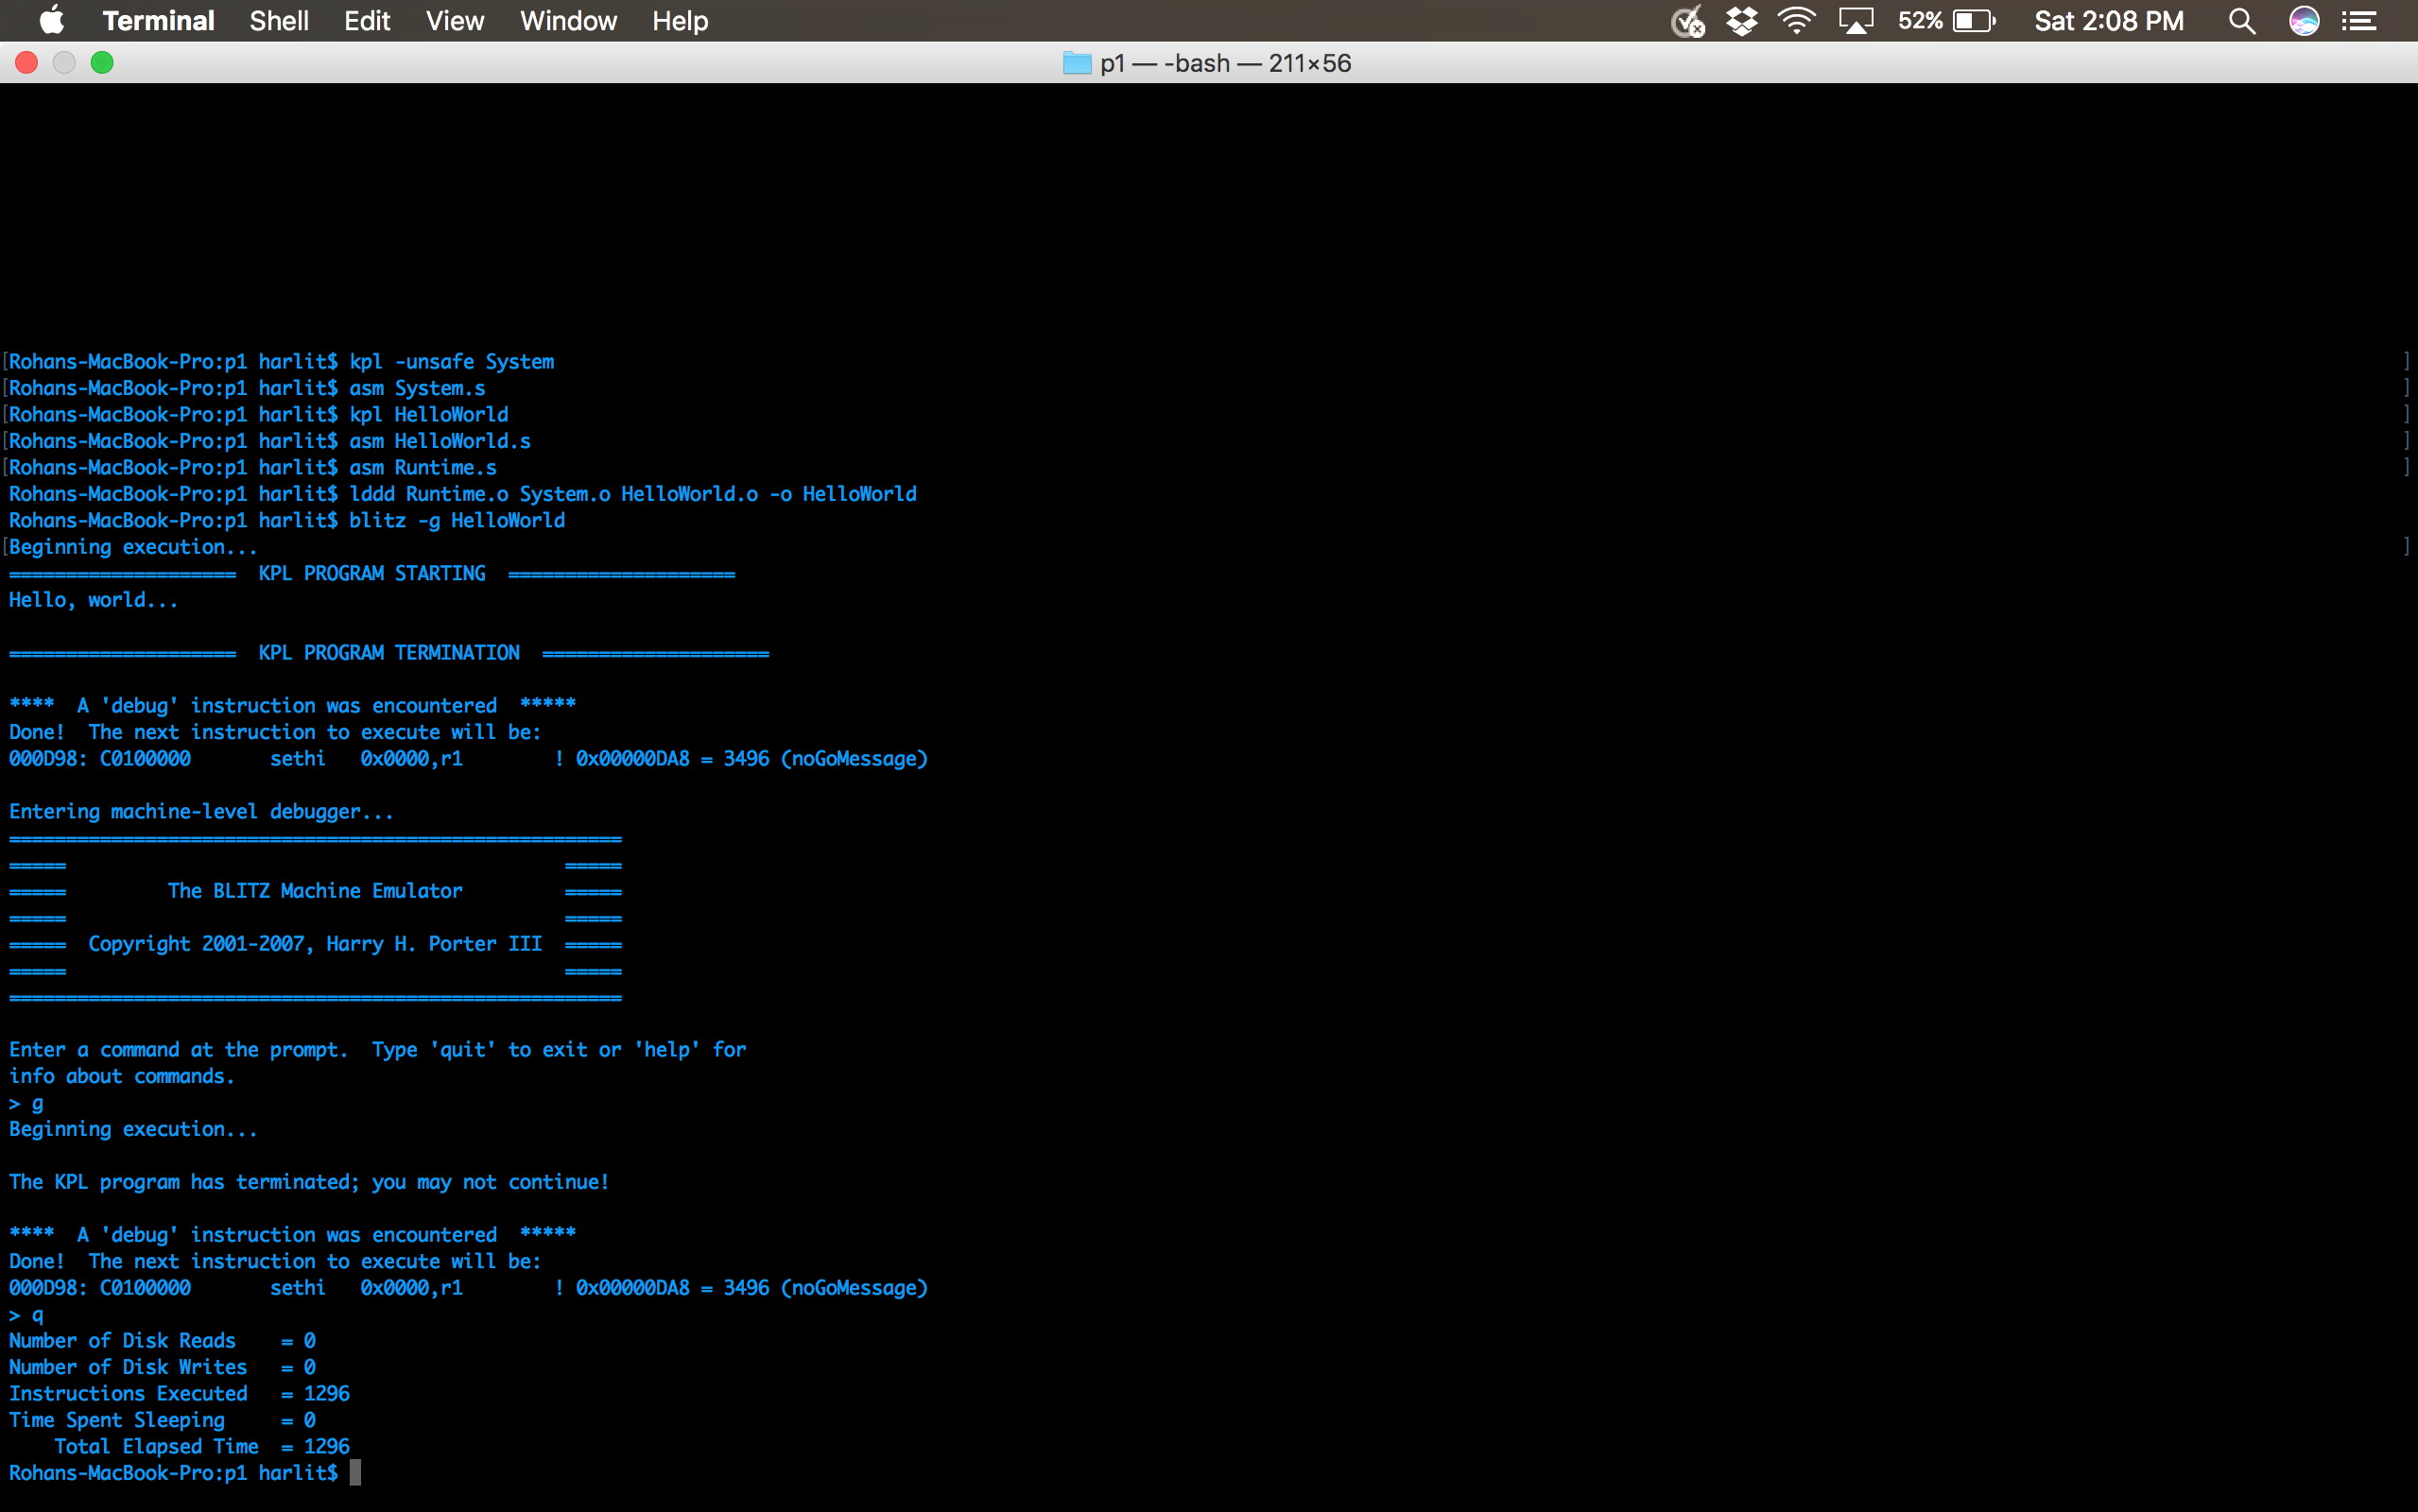 Terminal Shell Edit View Window Help 52% Sat 2:08 PM
p1 — -bash — 211×56
[Rohans-MacBook-Pro:p1 harlit$ kpl -unsafe System ]
[Rohans-MacBook-Pro:p1 harlit$ asm System.s ]
[Rohans-MacBook-Pro:p1 harlit$ kpl HelloWorld ]
[Rohans-MacBook-Pro:p1 harlit$ asm HelloWorld.s ]
[Rohans-MacBook-Pro:p1 harlit$ asm Runtime.s ]
Rohans-MacBook-Pro:p1 harlit$ lddd Runtime.o System.o HelloWorld.o -o HelloWorld
Rohans-MacBook-Pro:p1 harlit$ blitz -g HelloWorld
[Beginning execution... ]
==================== KPL PROGRAM STARTING ====================
Hello, world...
==================== KPL PROGRAM TERMINATION ====================
**** A 'debug' instruction was encountered *****
Done! The next instruction to execute will be:
000D98: C0100000 sethi 0x0000,r1 ! 0x00000DA8 = 3496 (noGoMessage)
Entering machine-level debugger...
======================================================
===== =====
===== The BLITZ Machine Emulator =====
===== =====
===== Copyright 2001-2007, Harry H. Porter III =====
===== =====
======================================================
Enter a command at the prompt. Type 'quit' to exit or 'help' for
info about commands.
> g
Beginning execution...
The KPL program has terminated; you may not continue!
**** A 'debug' instruction was encountered *****
Done! The next instruction to execute will be:
000D98: C0100000 sethi 0x0000,r1 ! 0x00000DA8 = 3496 (noGoMessage)
> q
Number of Disk Reads = 0
Number of Disk Writes = 0
Instructions Executed = 1296
Time Spent Sleeping = 0
Total Elapsed Time = 1296
Rohans-MacBook-Pro:p1 harlit$